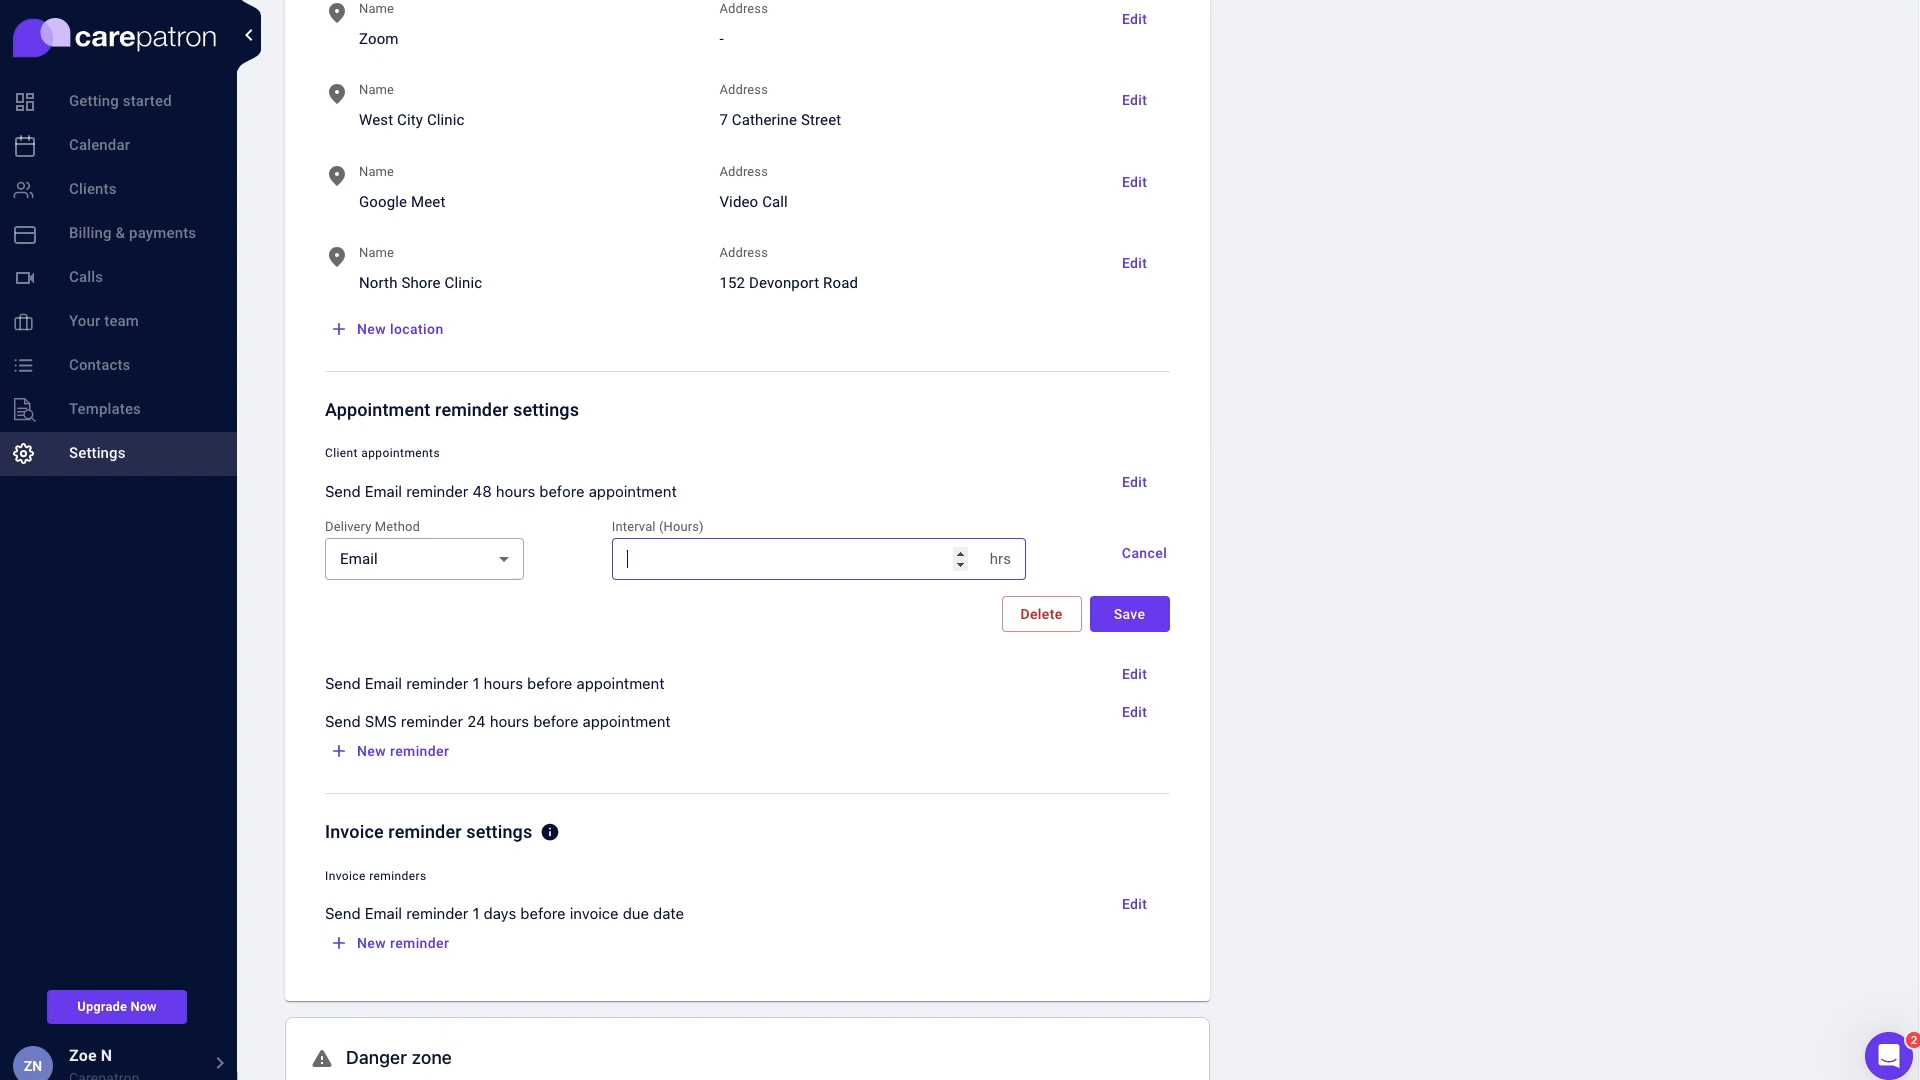 carepatron
Getting started
Calendar
Clients
Billing & payments
Calls
Your team
Contacts
Templates
Settings
Upgrade Now
ZN
Zoe N
Carepatron
Name
Address
Edit
Zoom
-
Name
Address
Edit
West City Clinic
7 Catherine Street
Name
Address
Edit
Google Meet
Video Call
Name
Address
Edit
North Shore Clinic
152 Devonport Road
New location
Appointment reminder settings
Client appointments
Send Email reminder 48 hours before appointment
Edit
Delivery Method
Interval (Hours)
Email
hrs
Cancel
Delete
Save
Send Email reminder 1 hours before appointment
Edit
Send SMS reminder 24 hours before appointment
Edit
New reminder
Invoice reminder settings
Invoice reminders
Send Email reminder 1 days before invoice due date
Edit
New reminder
Danger zone
2